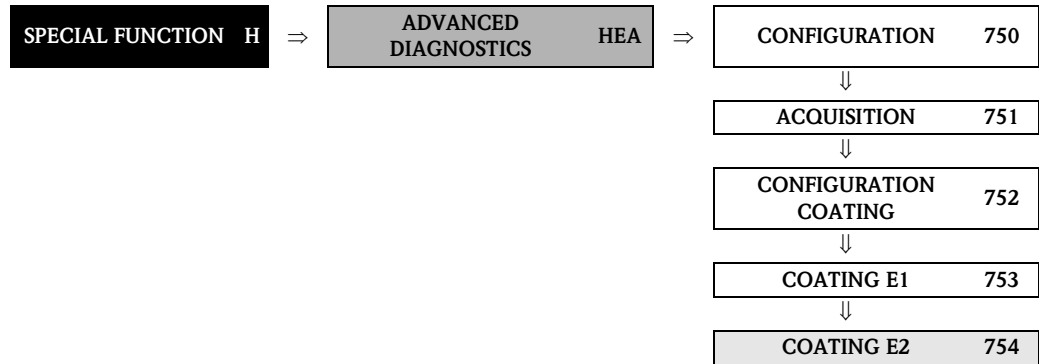 SPECIAL FUNCTION H ⇒ ADVANCED DIAGNOSTICS HEA ⇒ CONFIGURATION 750
⇓
ACQUISITION 751
⇓
CONFIGURATION COATING 752
⇓
COATING E1 753
⇓
COATING E2 754